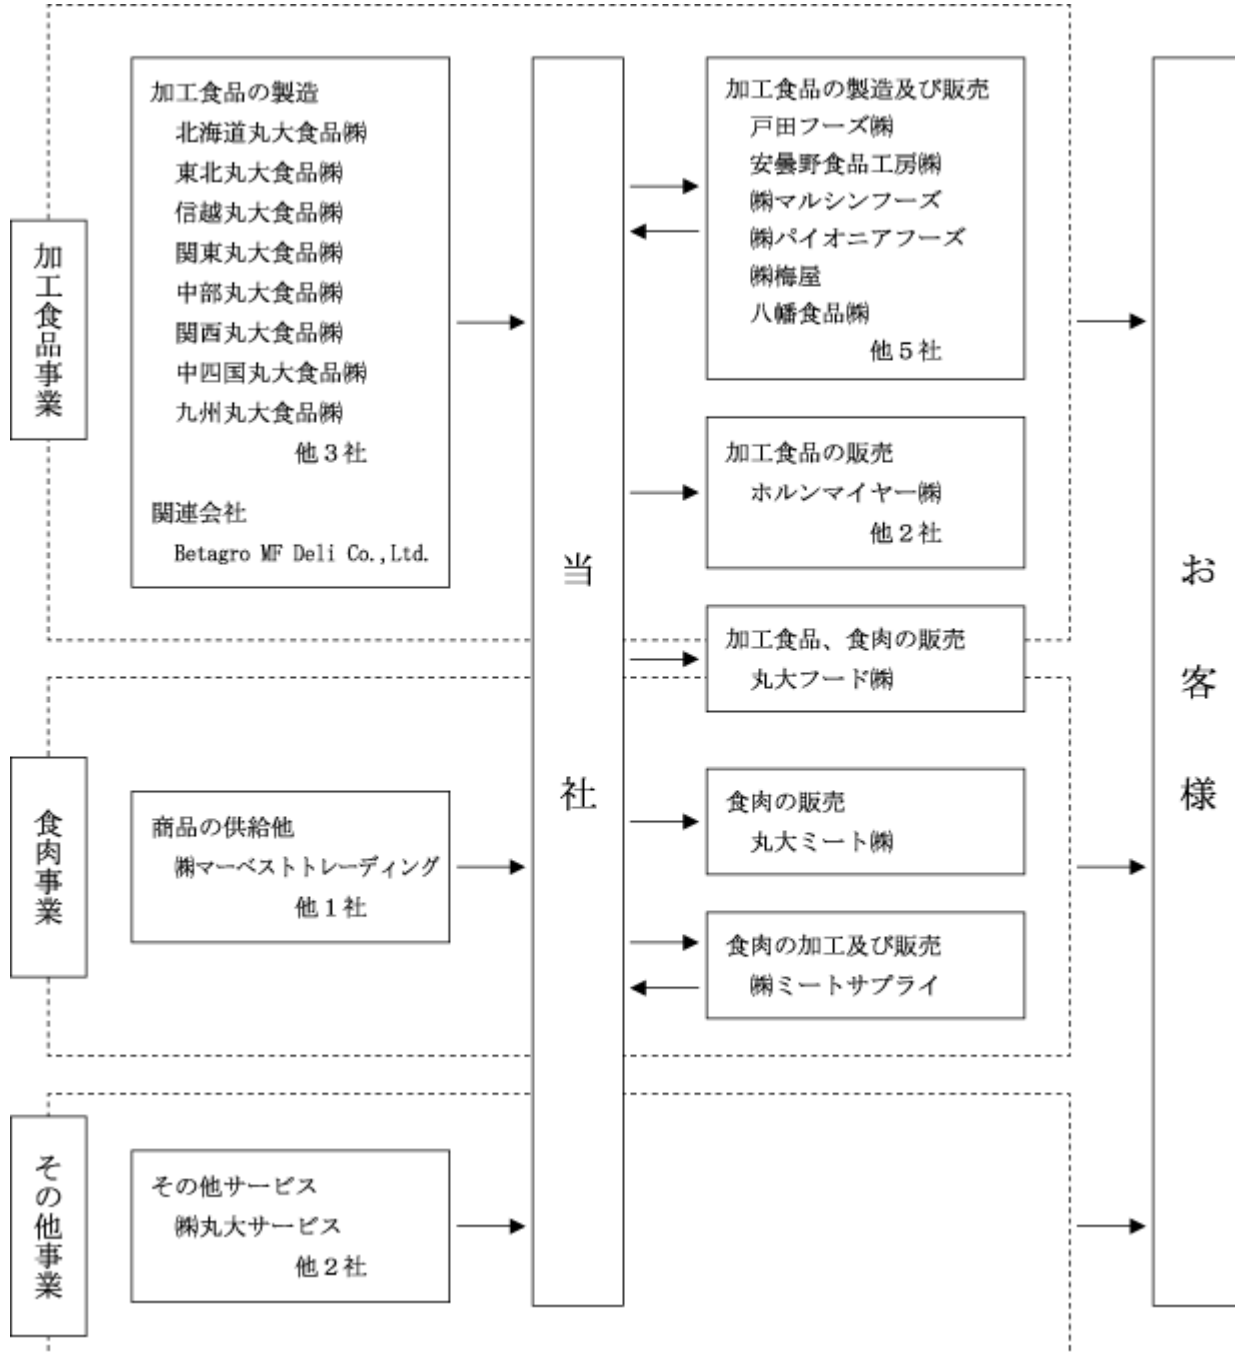 加工食品事業
加工食品の製造
北海道丸大食品㈱
東北丸大食品㈱
信越丸大食品㈱
関東丸大食品㈱
中部丸大食品㈱
関西丸大食品㈱
中四国丸大食品㈱
九州丸大食品㈱
他３社
関連会社
Betagro MF Deli Co.,Ltd.
当社
加工食品の製造及び販売
戸田フーズ㈱
安曇野食品工房㈱
㈱マルシンフーズ
㈱パイオニアフーズ
㈱梅屋
八幡食品㈱
他５社
加工食品の販売
ホルンマイヤー㈱
他２社
加工食品、食肉の販売
丸大フード㈱
お客様
食肉事業
商品の供給他
㈱マーベストトレーディング
他１社
食肉の販売
丸大ミート㈱
食肉の加工及び販売
㈱ミートサプライ
その他事業
その他サービス
㈱丸大サービス
他２社